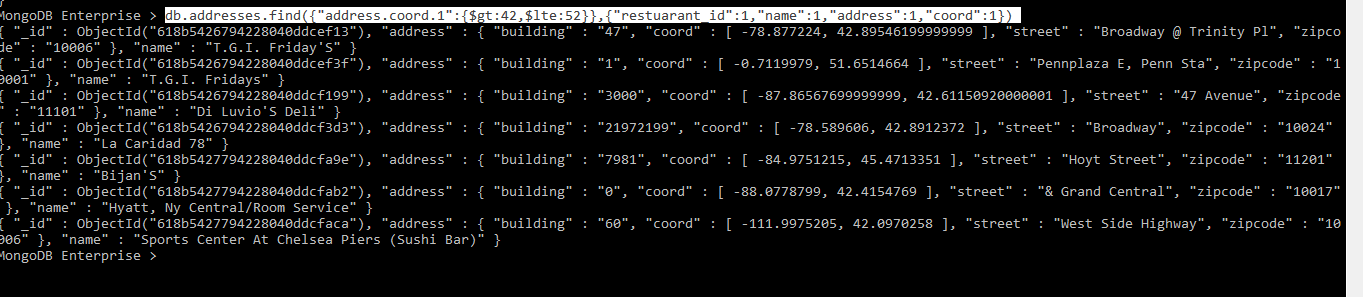 }
MongoDB Enterprise > db.addresses.find({"address.coord.1":{$gt:42,$lte:52}},{"restuarant_id":1,"name":1,"address":1,"coord":1})
{ "_id" : ObjectId("618b5426794228040ddcef13"), "address" : { "building" : "47", "coord" : [ -78.877224, 42.89546199999999 ], "street" : "Broadway @ Trinity Pl", "zipco
de" : "10006" }, "name" : "T.G.I. Friday'S" }
{ "_id" : ObjectId("618b5426794228040ddcef3f"), "address" : { "building" : "1", "coord" : [ -0.7119979, 51.6514664 ], "street" : "Pennplaza E, Penn Sta", "zipcode" : "1
0001" }, "name" : "T.G.I. Fridays" }
{ "_id" : ObjectId("618b5426794228040ddcf199"), "address" : { "building" : "3000", "coord" : [ -87.86567699999999, 42.61150920000001 ], "street" : "47 Avenue", "zipcode
" : "11101" }, "name" : "Di Luvio'S Deli" }
{ "_id" : ObjectId("618b5426794228040ddcf3d3"), "address" : { "building" : "21972199", "coord" : [ -78.589606, 42.8912372 ], "street" : "Broadway", "zipcode" : "10024"
}, "name" : "La Caridad 78" }
{ "_id" : ObjectId("618b5427794228040ddcfa9e"), "address" : { "building" : "7981", "coord" : [ -84.9751215, 45.4713351 ], "street" : "Hoyt Street", "zipcode" : "11201"
}, "name" : "Bijan'S" }
{ "_id" : ObjectId("618b5427794228040ddcfab2"), "address" : { "building" : "0", "coord" : [ -88.0778799, 42.4154769 ], "street" : "& Grand Central", "zipcode" : "10017"
}, "name" : "Hyatt, Ny Central/Room Service" }
{ "_id" : ObjectId("618b5427794228040ddcfaca"), "address" : { "building" : "60", "coord" : [ -111.9975205, 42.0970258 ], "street" : "West Side Highway", "zipcode" : "10
006" }, "name" : "Sports Center At Chelsea Piers (Sushi Bar)" }
MongoDB Enterprise >